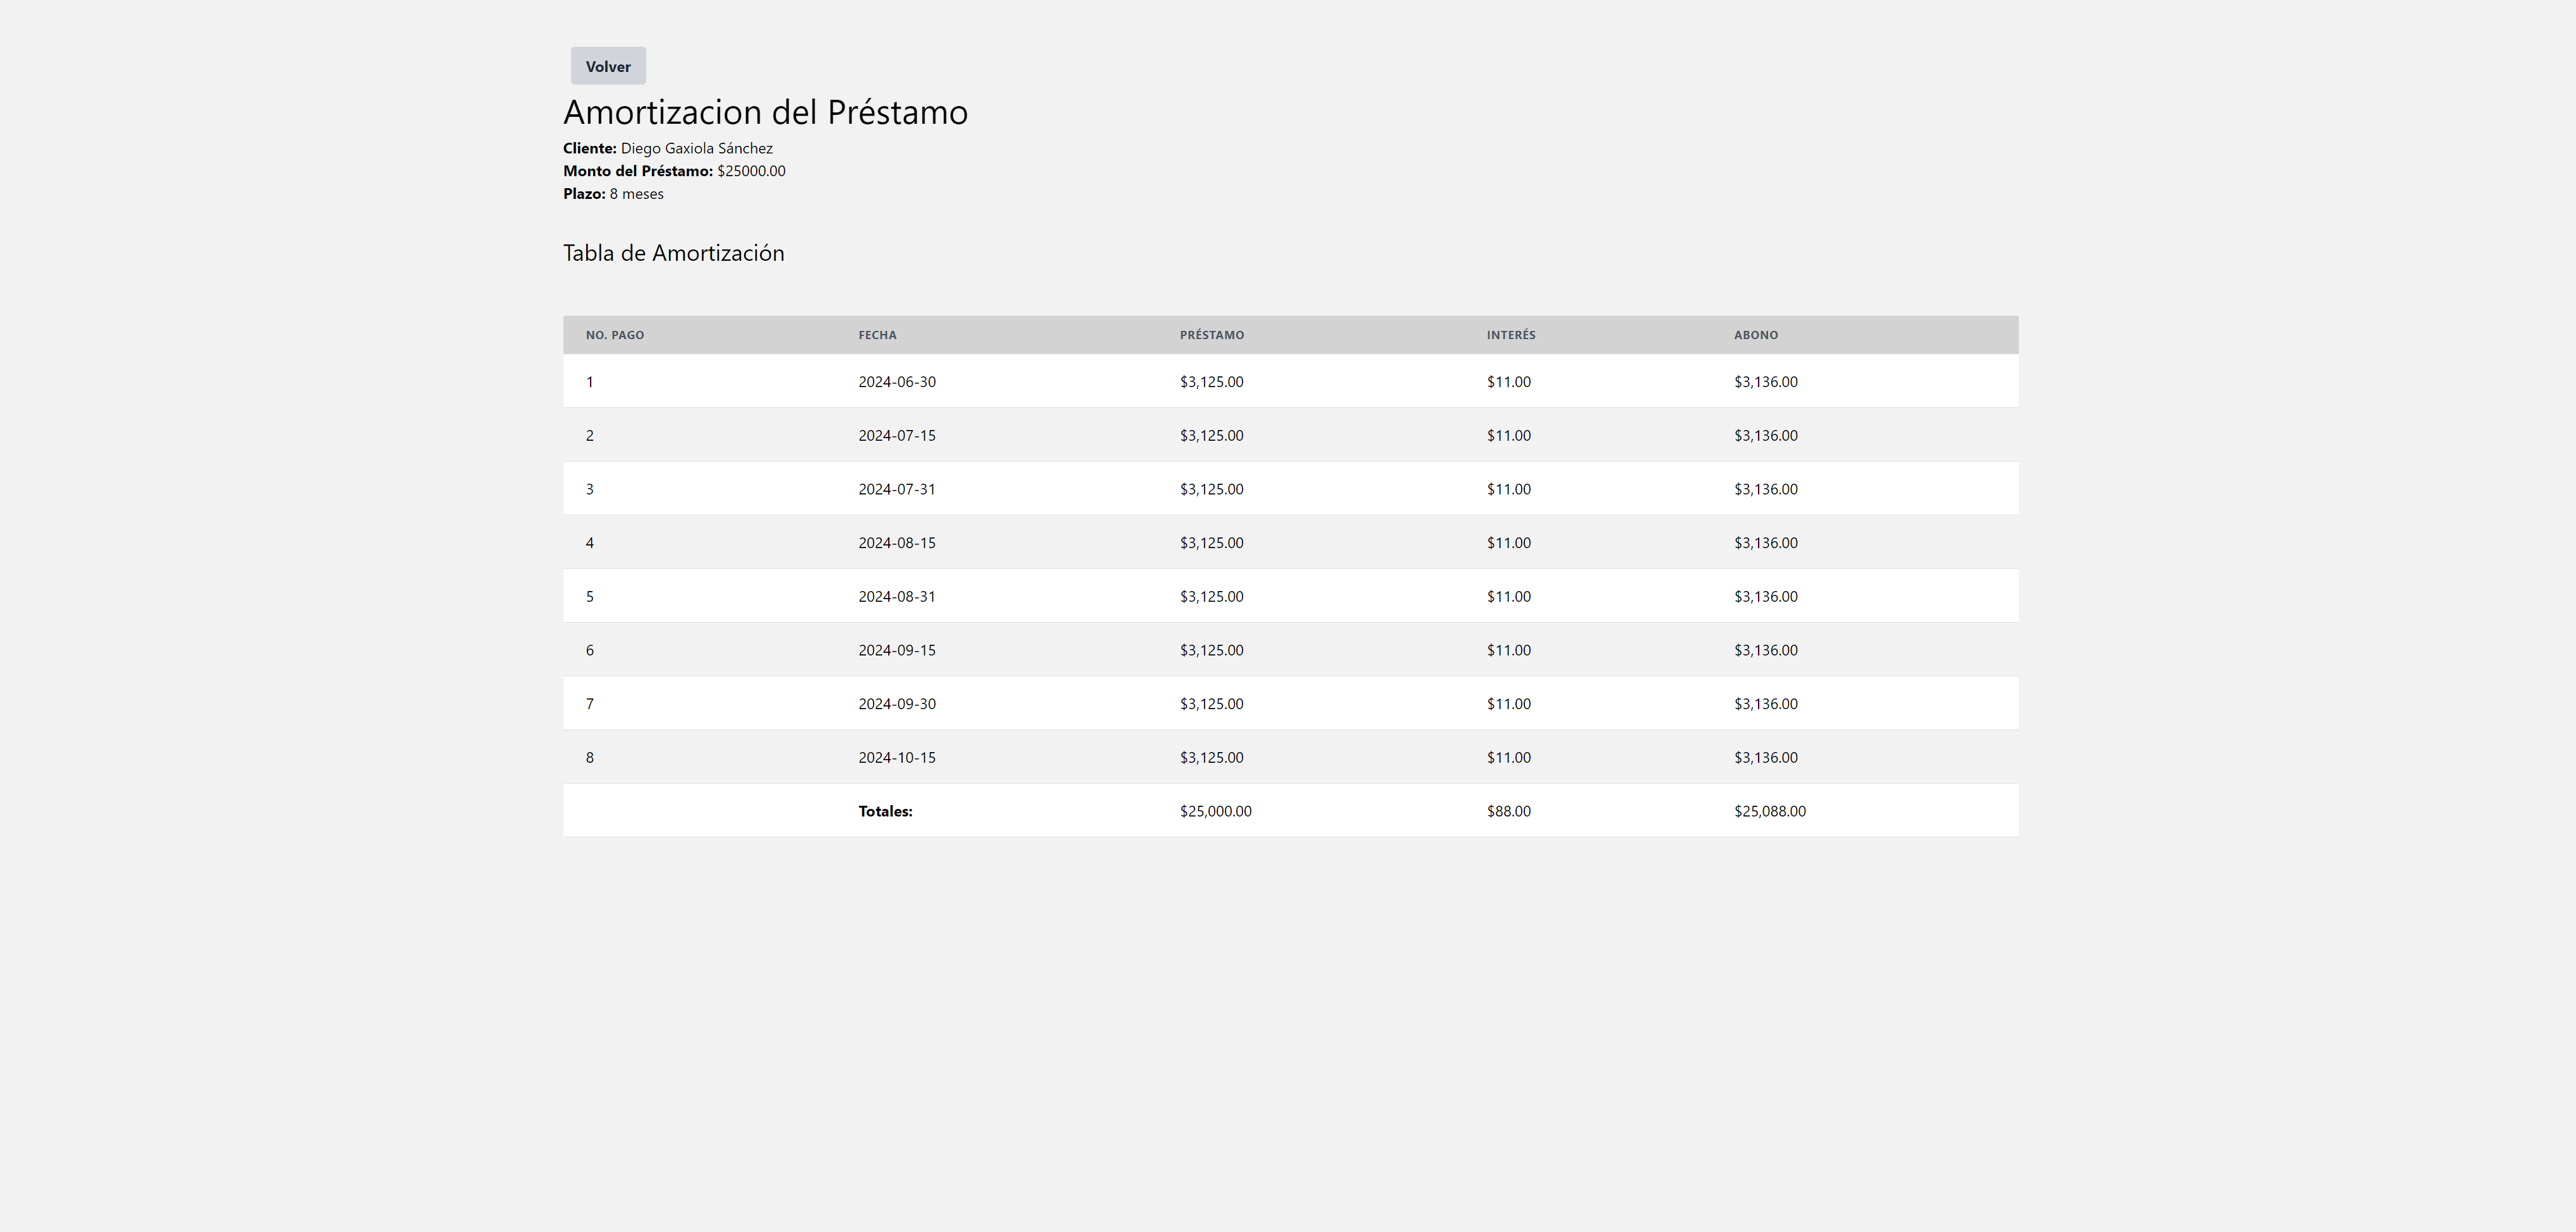 Volver
Amortizacion del Préstamo
Cliente: Diego Gaxiola Sánchez
Monto del Préstamo: $25000.00
Plazo: 8 meses
Tabla de Amortización
NO. PAGO FECHA PRÉSTAMO INTERÉS ABONO
1 2024-06-30 $3,125.00 $11.00 $3,136.00
2 2024-07-15 $3,125.00 $11.00 $3,136.00
3 2024-07-31 $3,125.00 $11.00 $3,136.00
4 2024-08-15 $3,125.00 $11.00 $3,136.00
5 2024-08-31 $3,125.00 $11.00 $3,136.00
6 2024-09-15 $3,125.00 $11.00 $3,136.00
7 2024-09-30 $3,125.00 $11.00 $3,136.00
8 2024-10-15 $3,125.00 $11.00 $3,136.00
Totales: $25,000.00 $88.00 $25,088.00